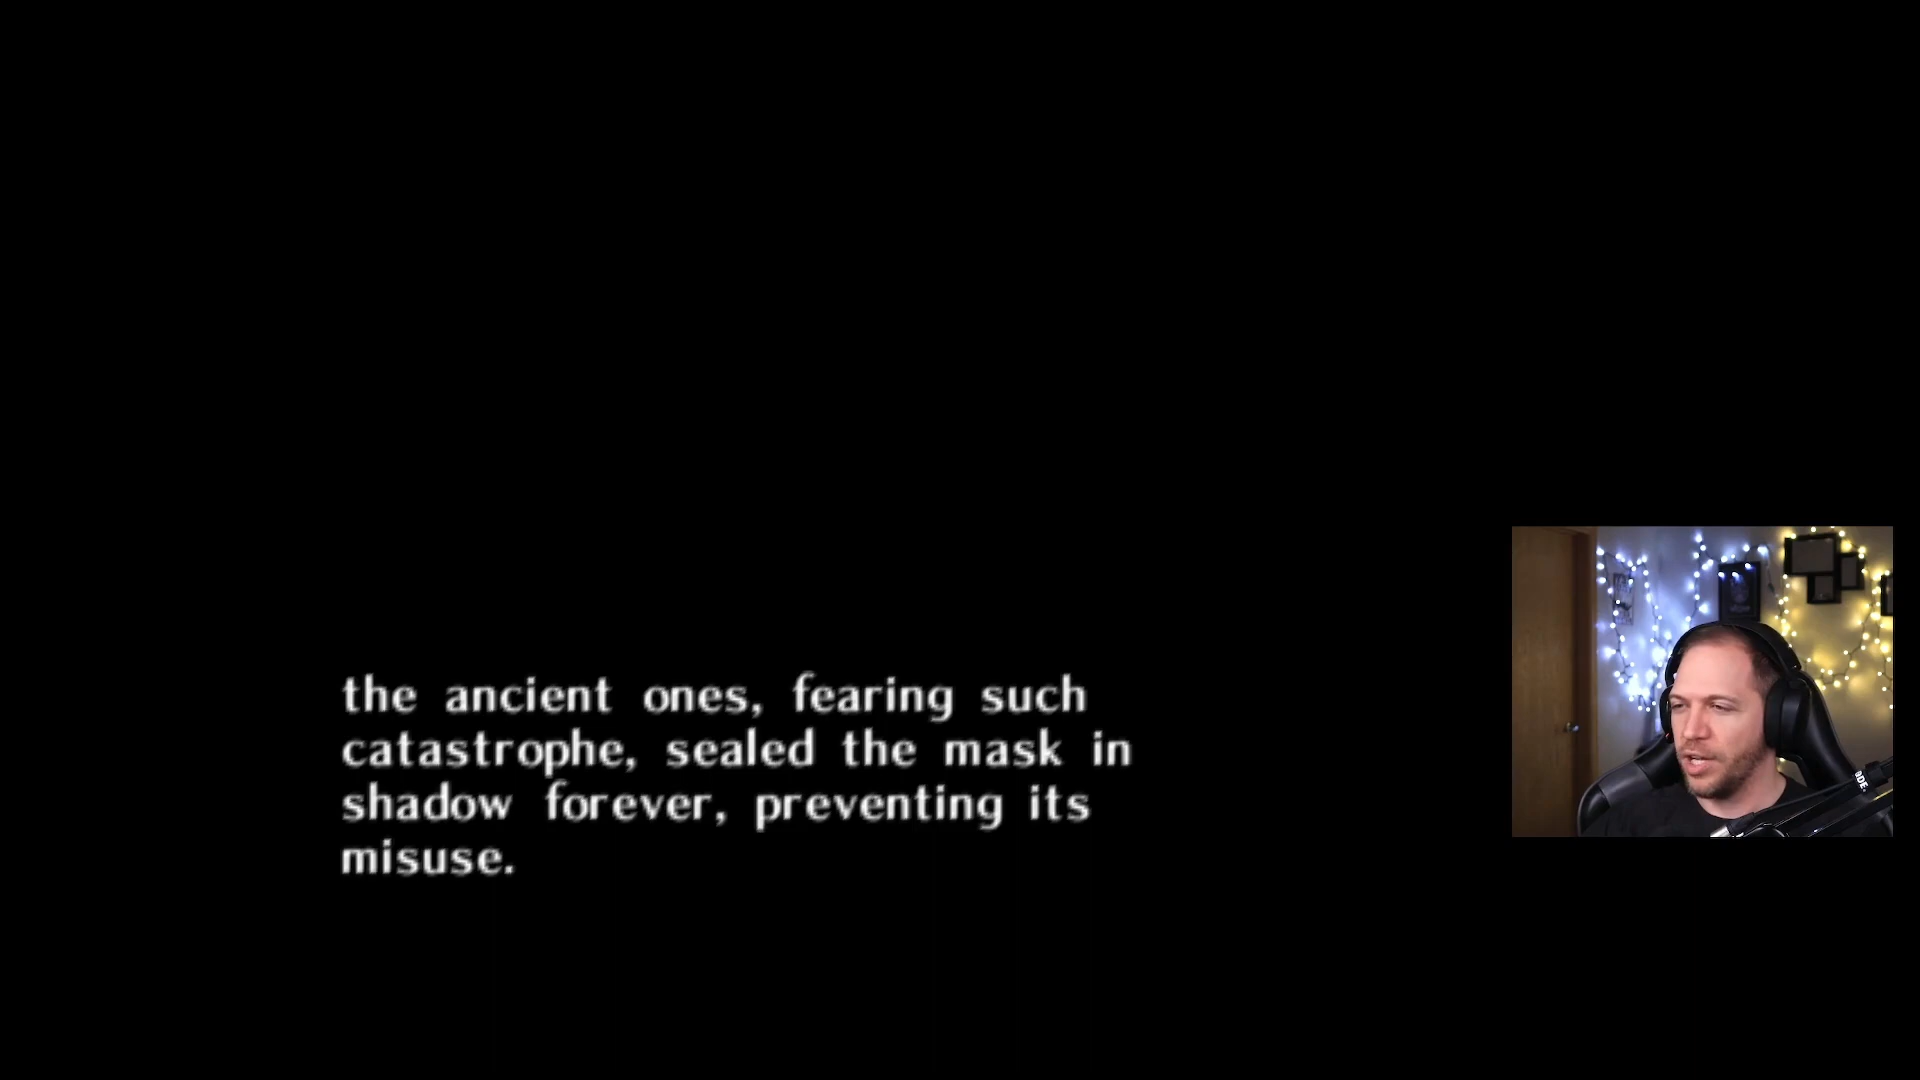 the ancient ones, fearing such
catastrophe, sealed the mask in
shadow forever, preventing its
misuse.